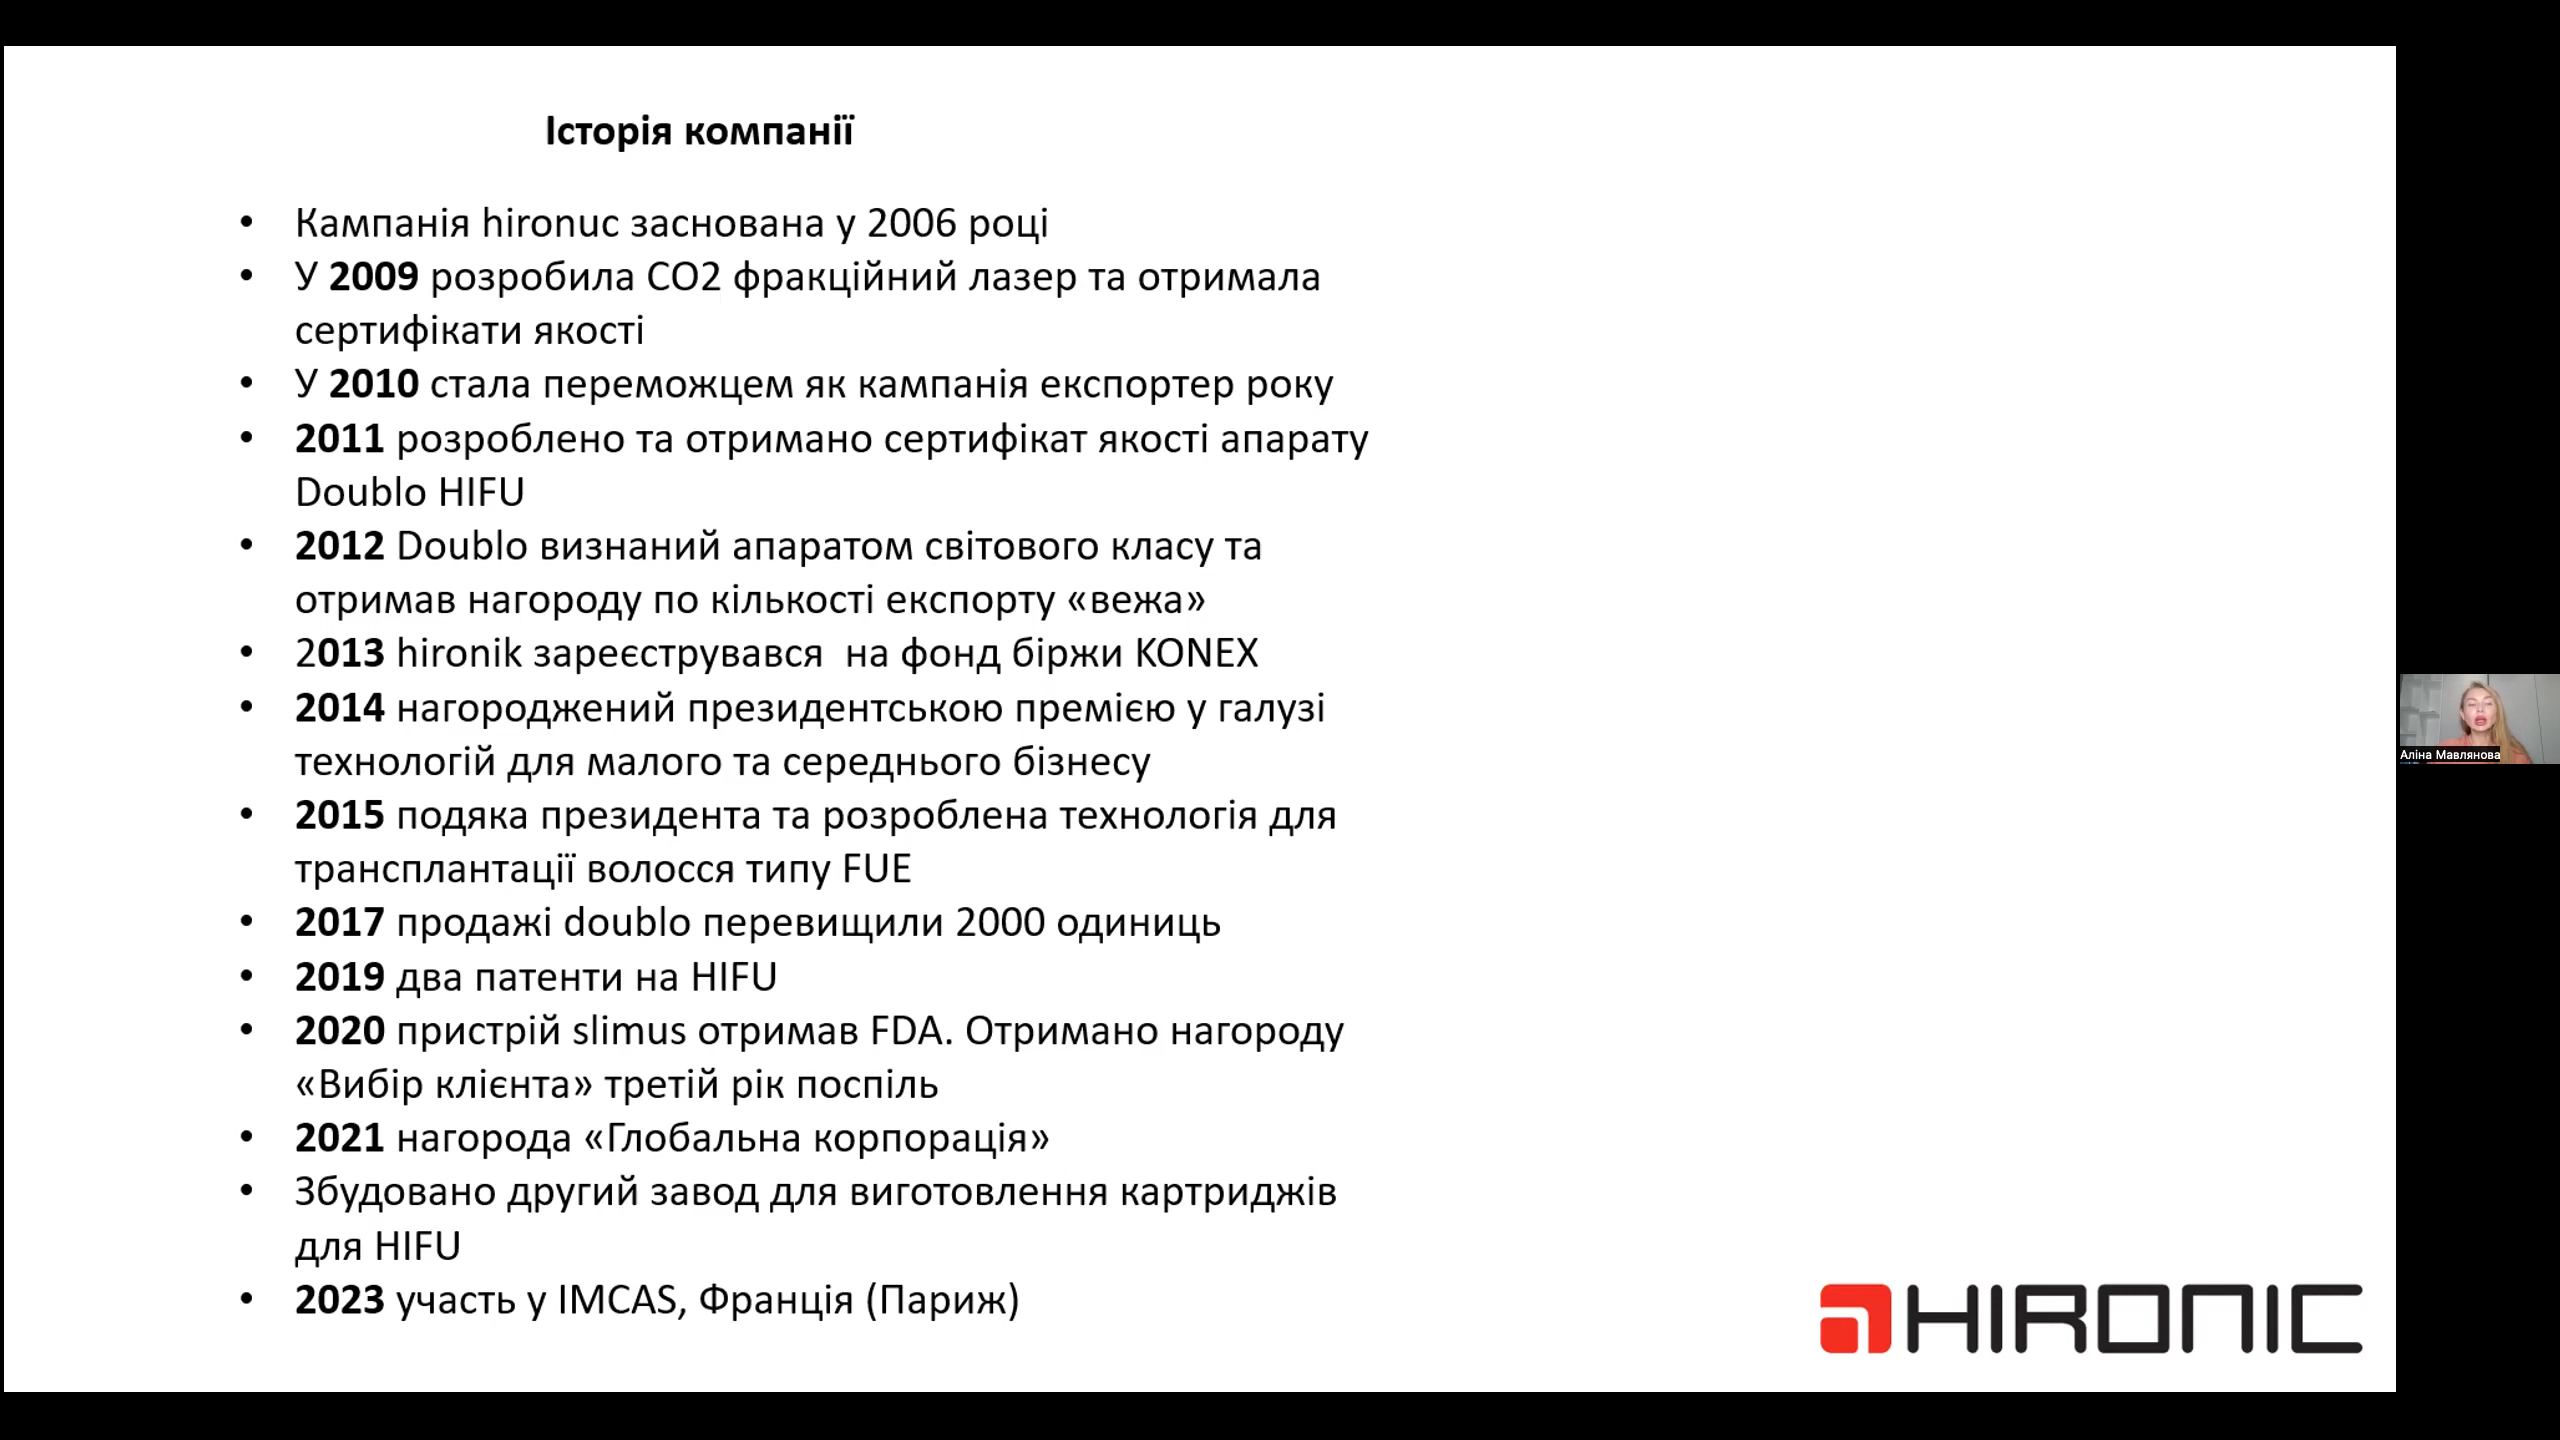 Історія компанії
• Кампанія hironuc заснована у 2006 році
• У 2009 розробила СО2 фракційний лазер та отримала
сертифікати якості
• У 2010 стала переможцем як кампанія експортер року
• 2011 розроблено та отримано сертифікат якості апарату
Doublo HIFU
• 2012 Doublo визнаний апаратом світового класу та
отримав нагороду по кількості експорту «вежа»
• 2013 hironik зареєструвався  на фонд біржи KONEX
• 2014 нагороджений президентською премією у галузі
технологій для малого та середнього бізнесу
• 2015 подяка президента та розроблена технологія для
трансплантації волосся типу FUE
• 2017 продажі doublo перевищили 2000 одиниць
• 2019 два патенти на HIFU
• 2020 пристрій slimus отримав FDA. Отримано нагороду
«Вибір клієнта» третій рік поспіль
• 2021 нагорода «Глобальна корпорація»
• Збудовано другий завод для виготовлення картриджів
для HIFU
• 2023 участь у IMCAS, Франція (Париж)
HIRONIC
Аліна Мавлянова